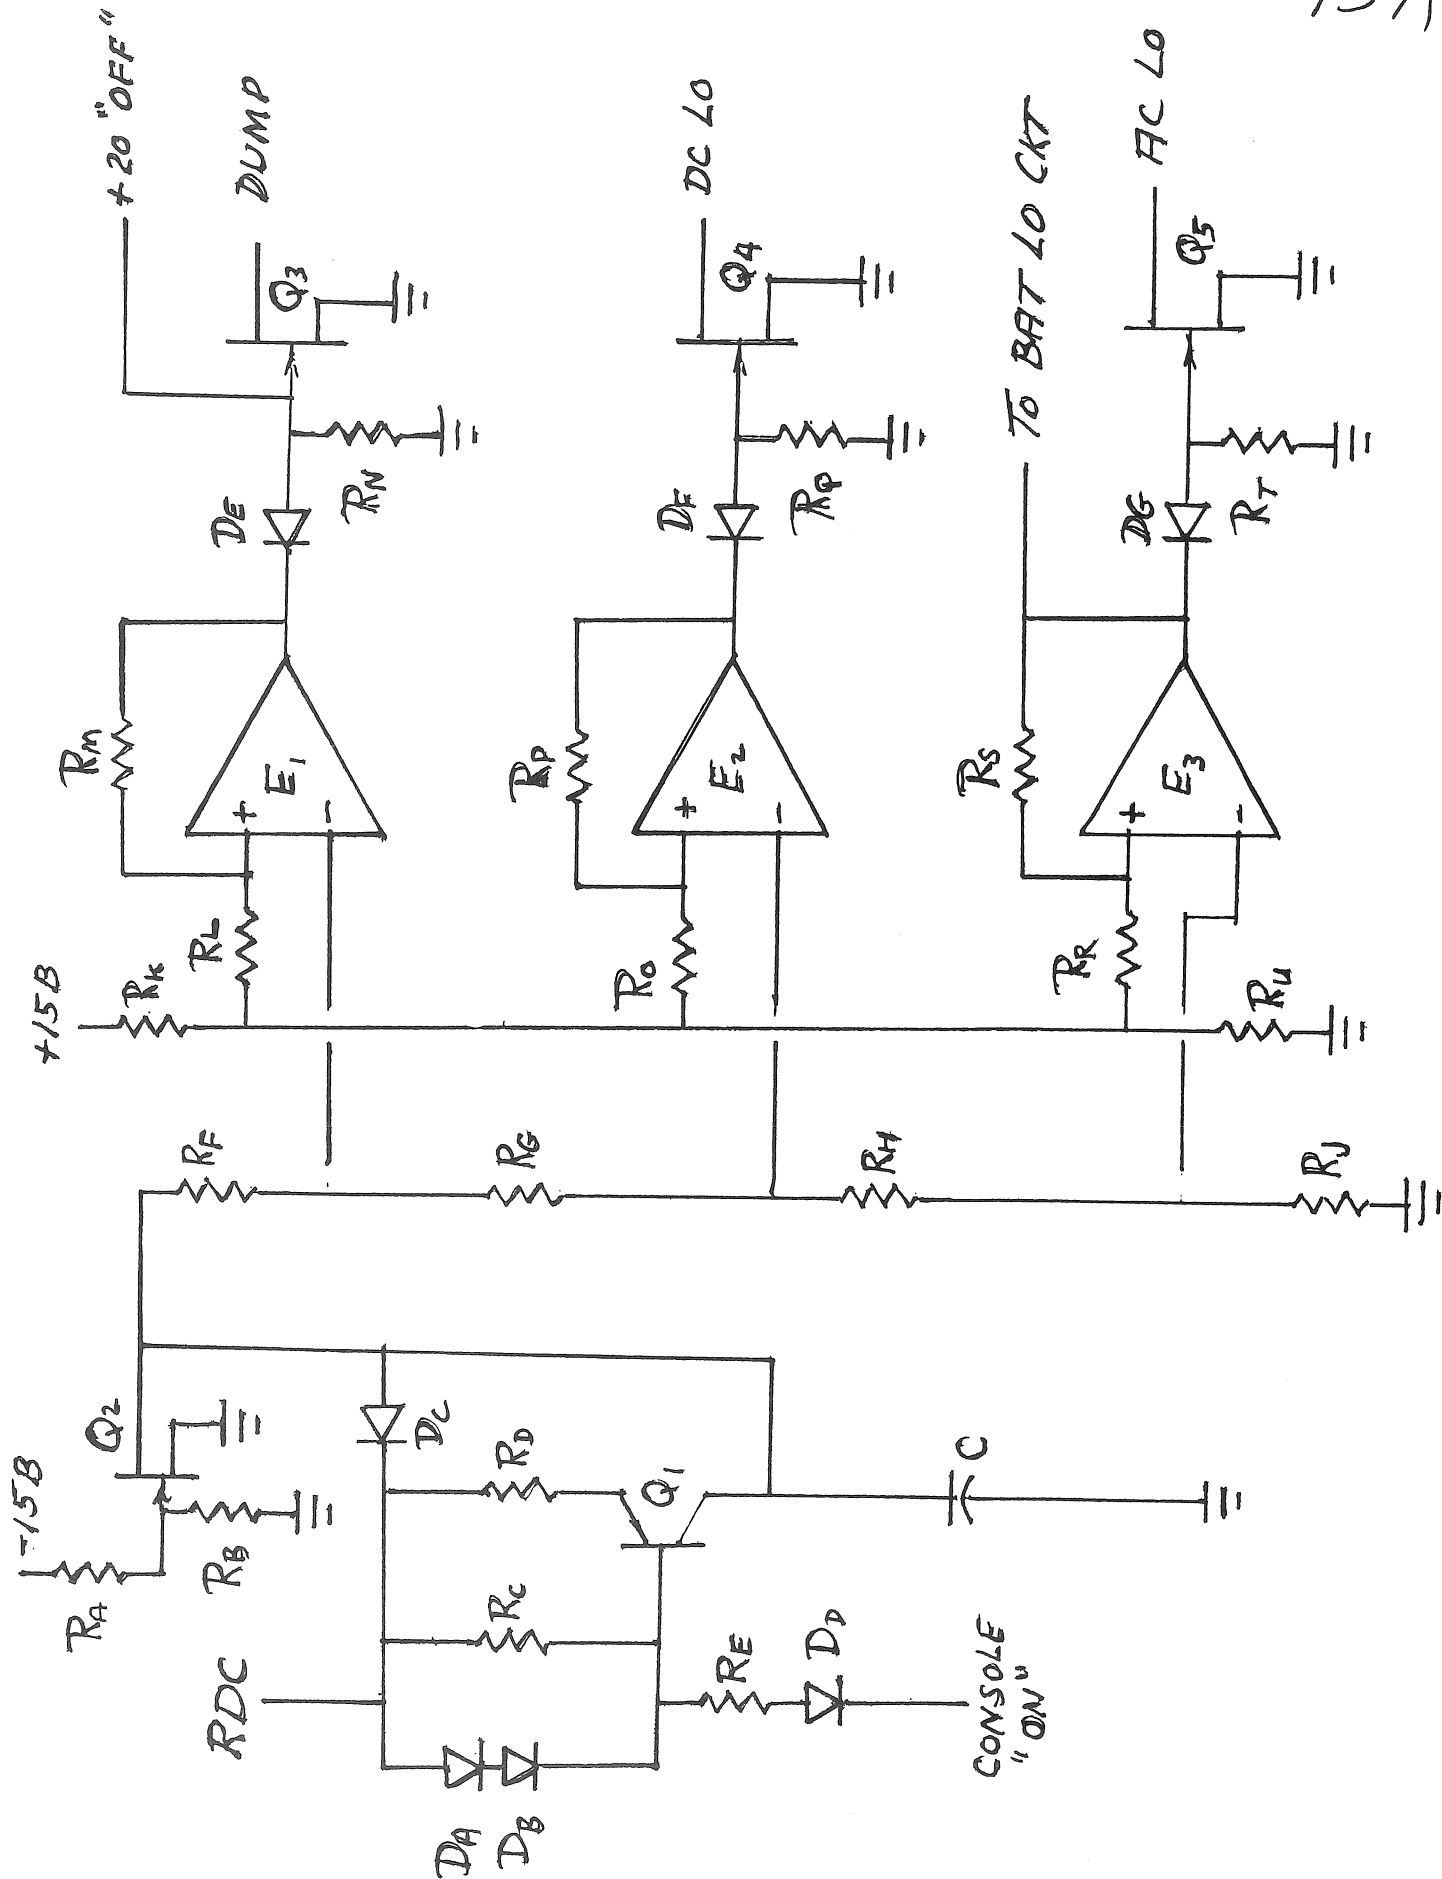 +20 "OFF"
DUMP
DC LO
TO BAT LO CKT
AC LO
Q3
Q4
Q5
DE
RN
DF
RQ
DG
RT
Rm
E1
+
-
RP
E2
+
-
RS
E3
+
-
+15B
RK
RL
RO
RR
RU
RF
RG
RH
RJ
-15B
RA
RB
Q2
DC
RD
Q1
C
RDC
RC
RE
DD
DA
DB
CONSOLE
"ON"